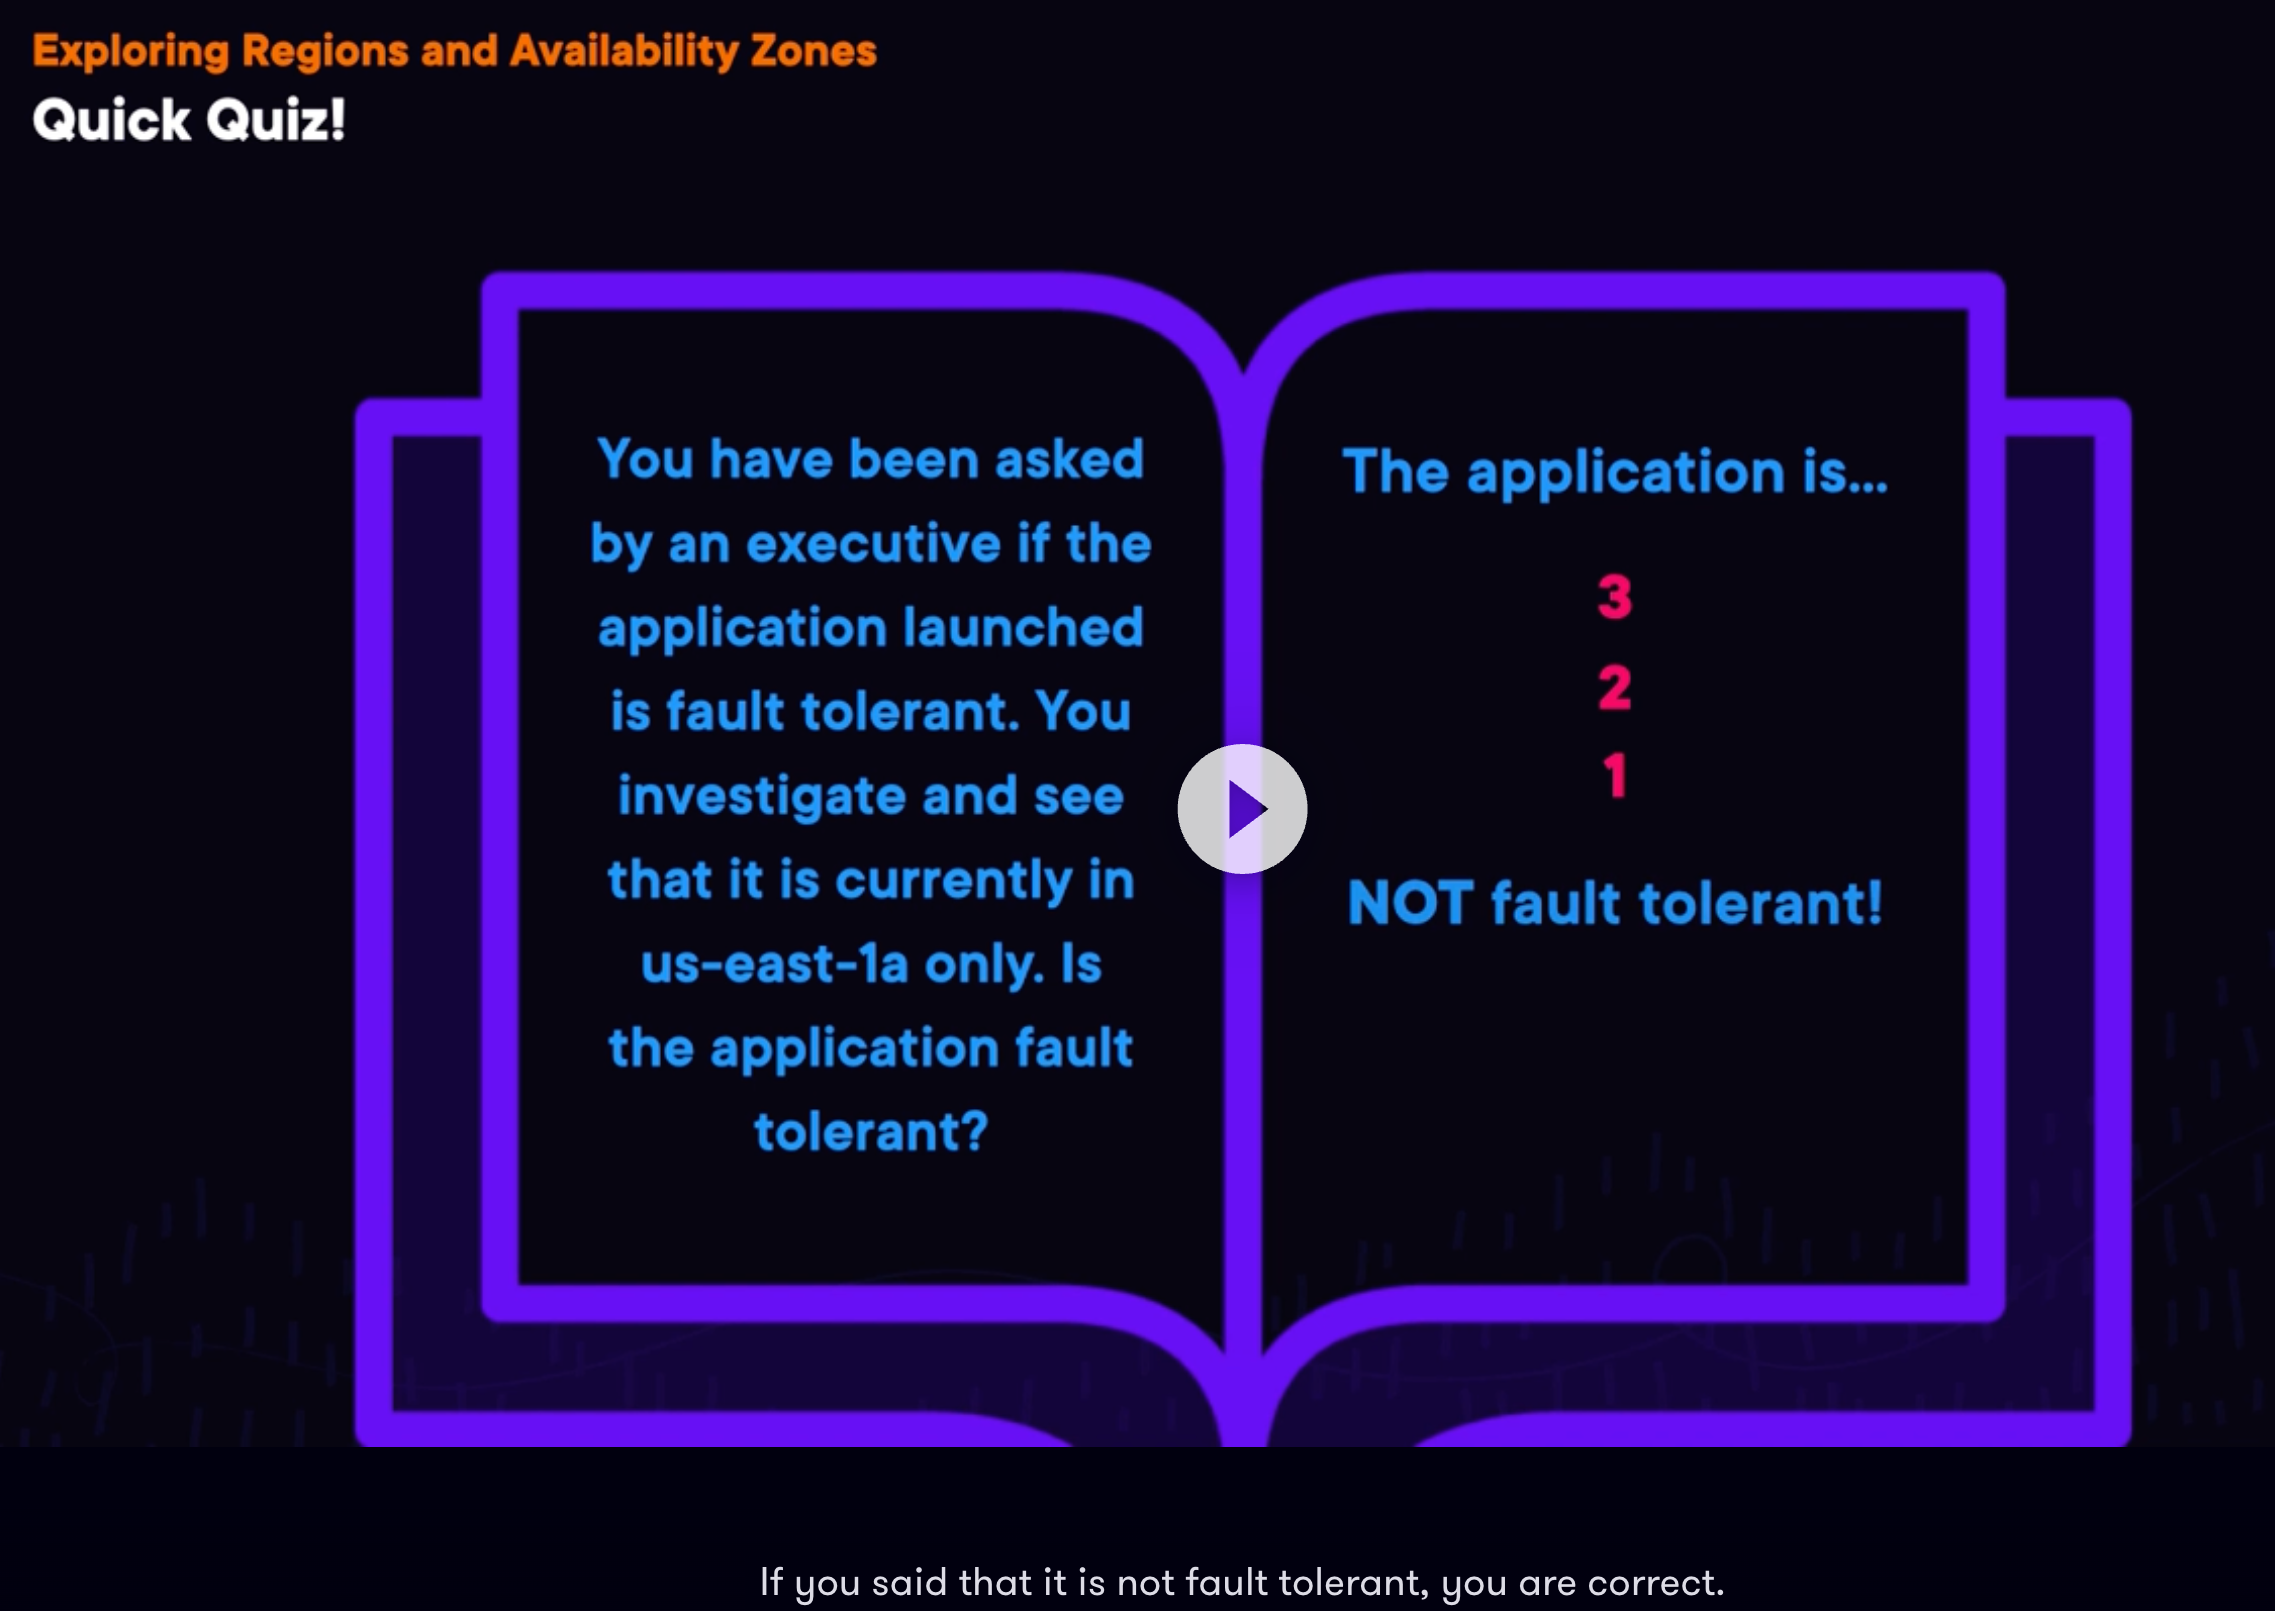 Exploring Regions and Availability Zones
Quick Quiz!
You have been asked
by an executive if the
application launched
is fault tolerant. You
investigate and see
that it is currently in
us-east-1a only. Is
the application fault
tolerant?
The application is...
3
2
1
NOT fault tolerant!
If you said that it is not fault tolerant, you are correct.